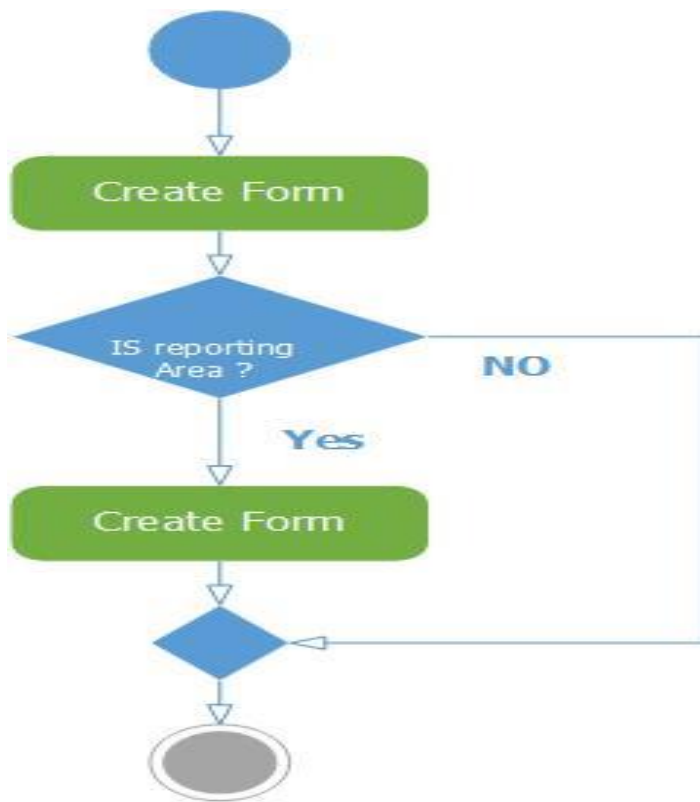 Create Form
IS reporting
Area ?
NO
Yes
Create Form